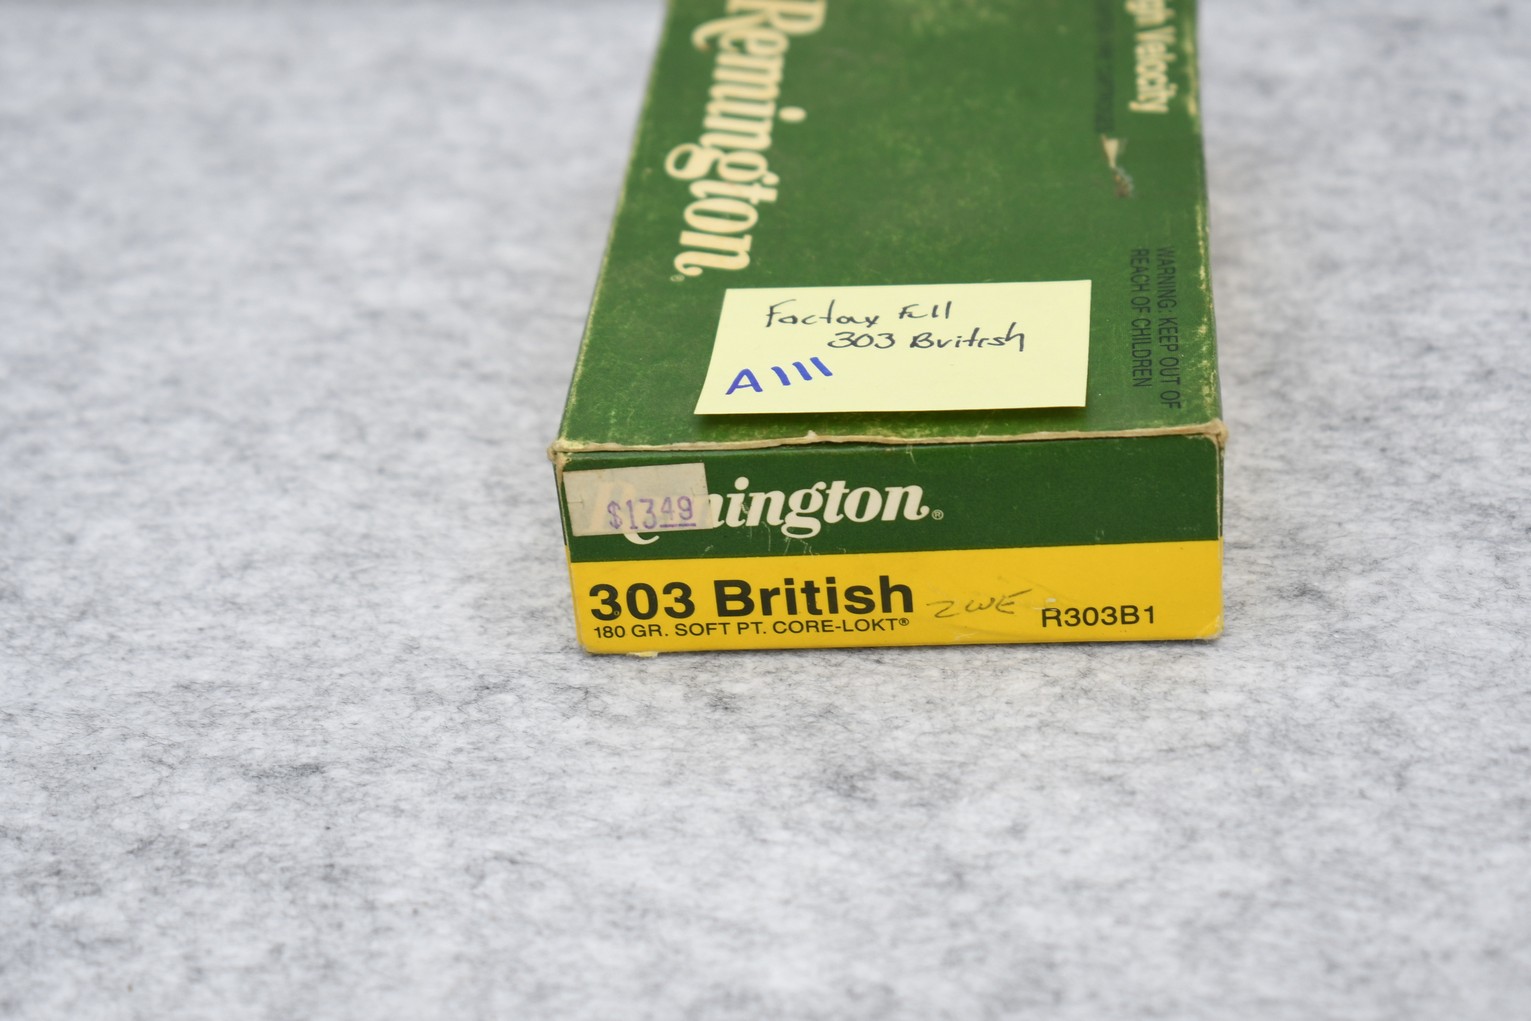 Remington®
High Velocity
WARNING: KEEP OUT OF
REACH OF CHILDREN
Factory Full
303 British
A111
$13.49
Remington®
303 British
180 GR. SOFT PT. CORE-LOKT®
R303B1